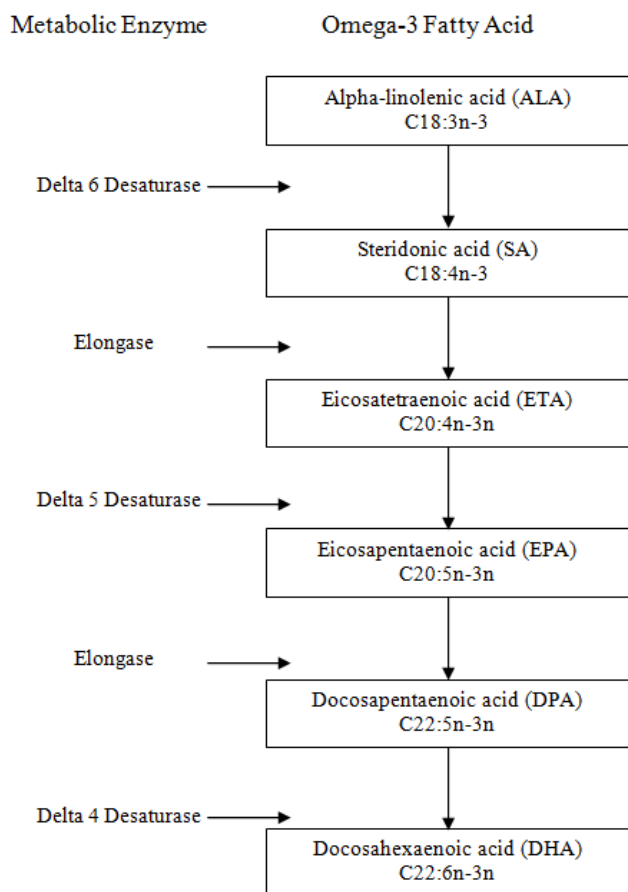 Metabolic Enzyme Omega-3 Fatty Acid
Alpha-linolenic acid (ALA)
C18:3n-3
Delta 6 Desaturase
Steridonic acid (SA)
C18:4n-3
Elongase
Eicosatetraenoic acid (ETA)
C20:4n-3n
Delta 5 Desaturase
Eicosapentaenoic acid (EPA)
C20:5n-3n
Elongase
Docosapentaenoic acid (DPA)
C22:5n-3n
Delta 4 Desaturase
Docosahexaenoic acid (DHA)
C22:6n-3n